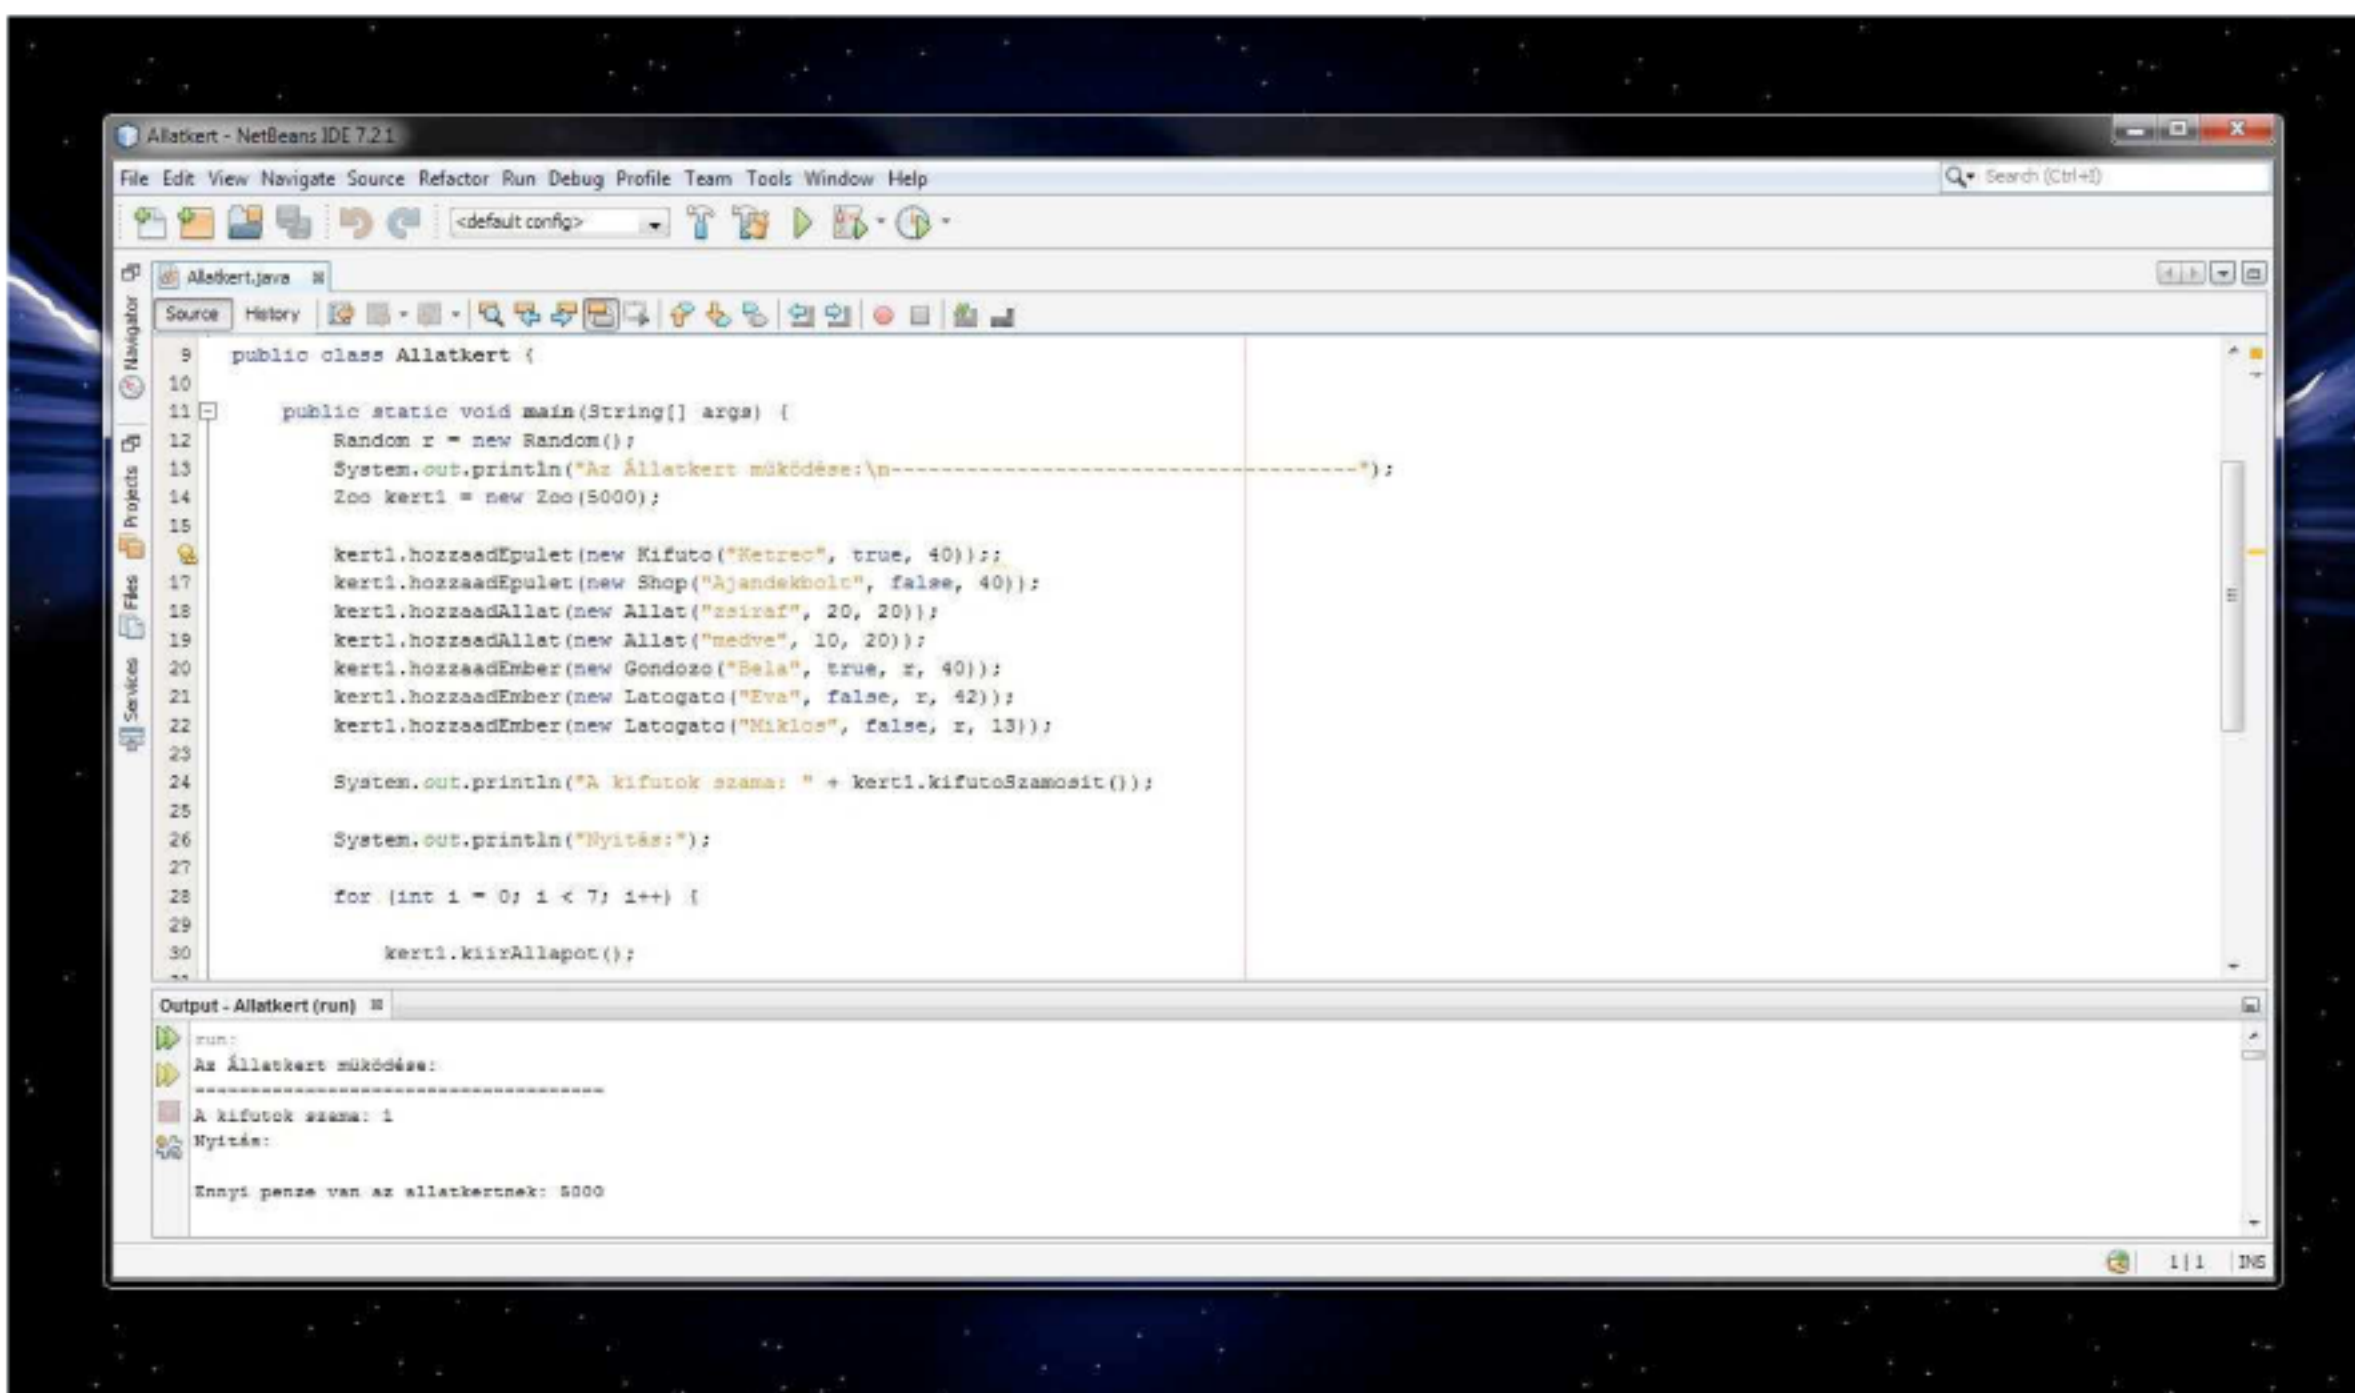 Allatkert - NetBeans IDE 7.2.1
File Edit View Navigate Source Refactor Run Debug Profile Team Tools Window Help
Search (Ctrl+I)
<default config>
Allatkert.java
Source History
Navigator
Projects
Files
Services
9 public class Allatkert {
10
11 public static void main(String[] args) {
12 Random r = new Random();
13 System.out.println("Az Állatkert müködése:\n-------------------------------------");
14 Zoo kert1 = new Zoo(5000);
15
kert1.hozzaadEpulet(new Kifuto("Ketrec", true, 40));;
17 kert1.hozzaadEpulet(new Shop("Ajandekbolt", false, 40));
18 kert1.hozzaadAllat(new Allat("zsiraf", 20, 20));
19 kert1.hozzaadAllat(new Allat("medve", 10, 20));
20 kert1.hozzaadEmber(new Gondozo("Bela", true, r, 40));
21 kert1.hozzaadEmber(new Latogato("Eva", false, r, 42));
22 kert1.hozzaadEmber(new Latogato("Miklos", false, r, 13));
23
24 System.out.println("A kifutok szama: " + kert1.kifutoSzamosit());
25
26 System.out.println("Nyitás:");
27
28 for (int i = 0; i < 7; i++) {
29
30 kert1.kiirAllapot();
Output - Allatkert (run)
run:
Az Állatkert müködése:
-------------------------------------
A kifutok szama: 1
Nyitás:
Ennyi penze van az allatkertnek: 5000
1|1 INS